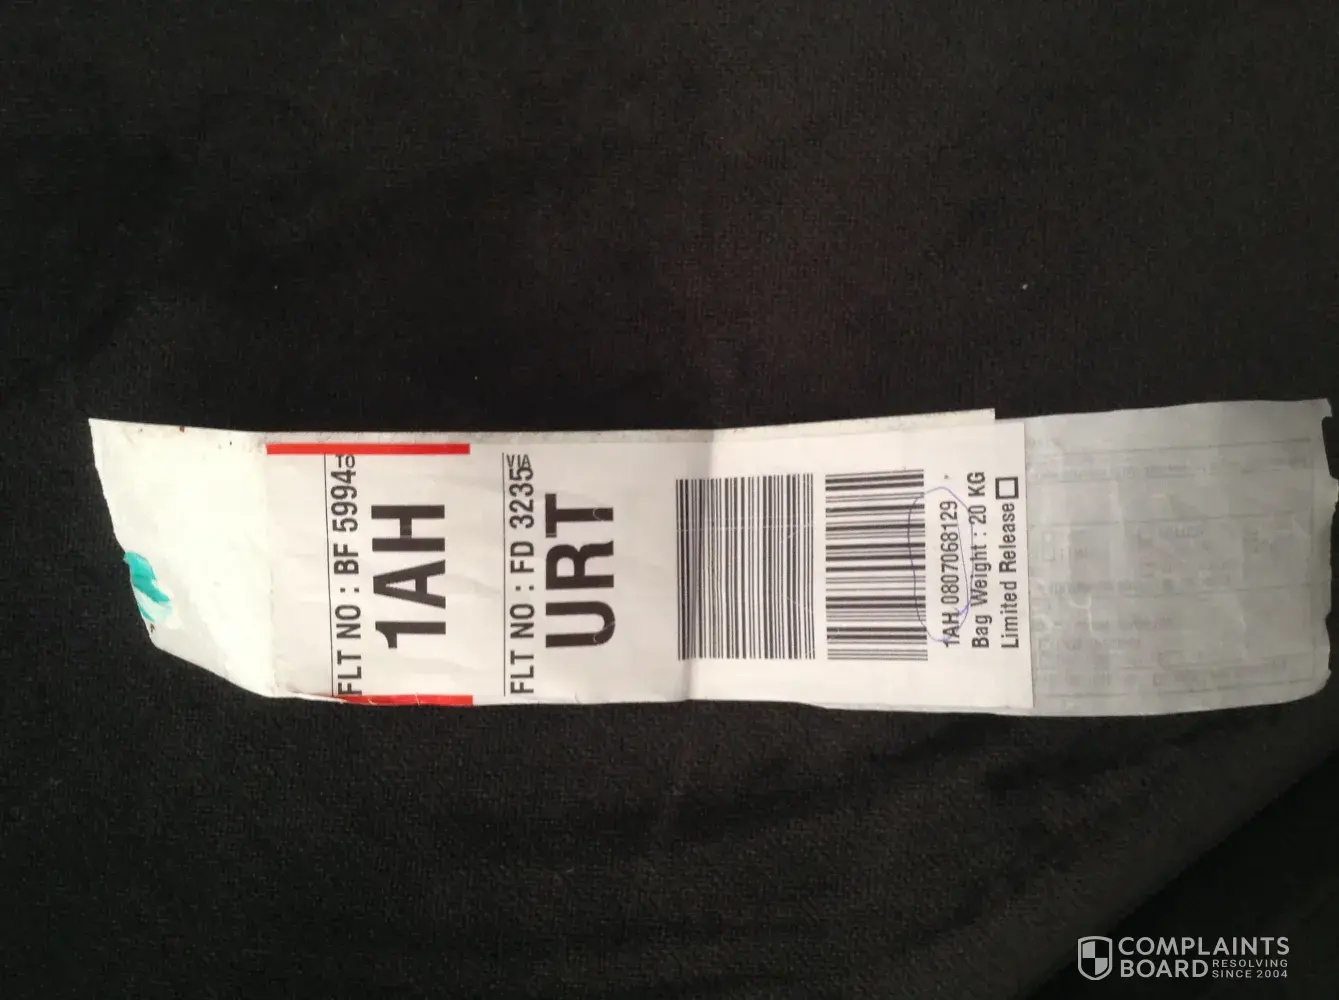 TO
FLT NO : BF 5994
1AH
VIA
FLT NO : FD 3235
URT
1AH 0807068129
Bag Weight : 20 KG
Limited Release
COMPLAINTS
BOARD RESOLVING
SINCE 2004